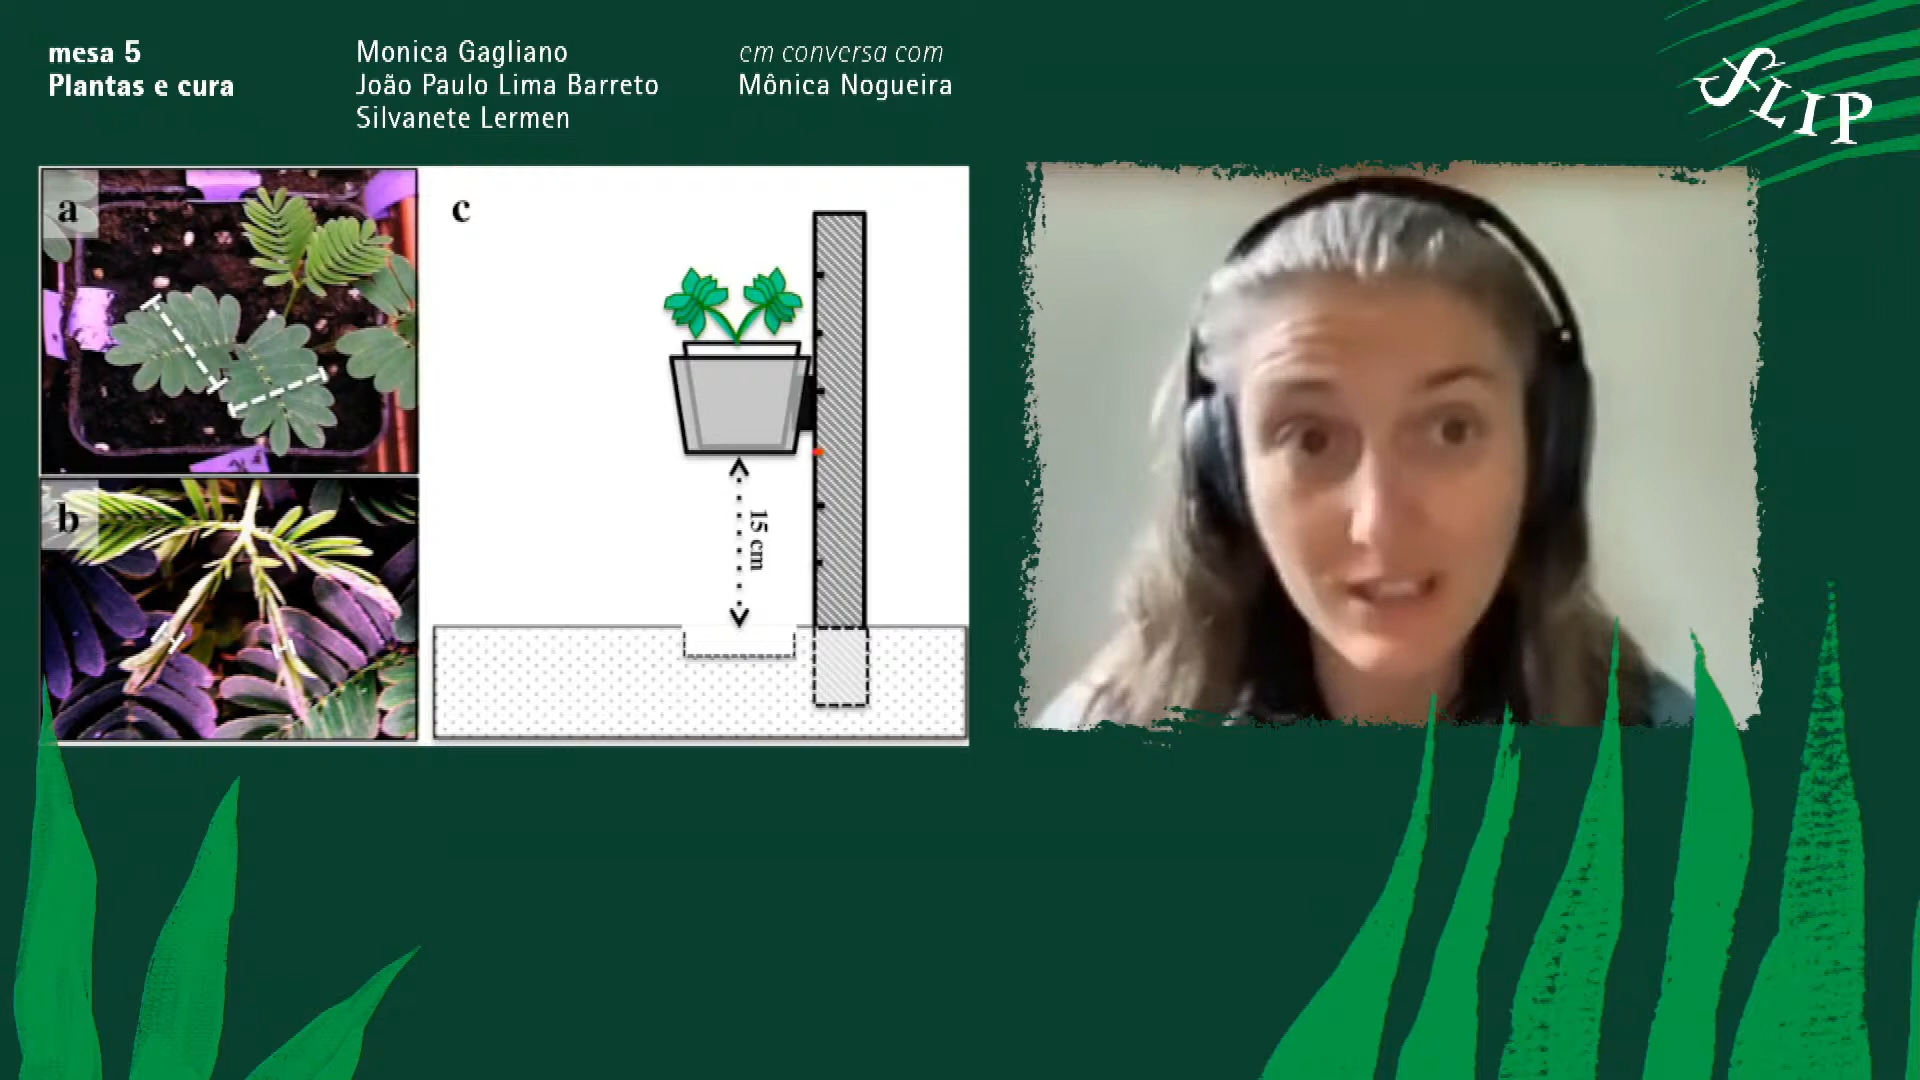 mesa 5
Plantas e cura
Monica Gagliano
João Paulo Lima Barreto
Silvanete Lermen
em conversa com
Mônica Nogueira
FLIP
a
b
c
15 cm